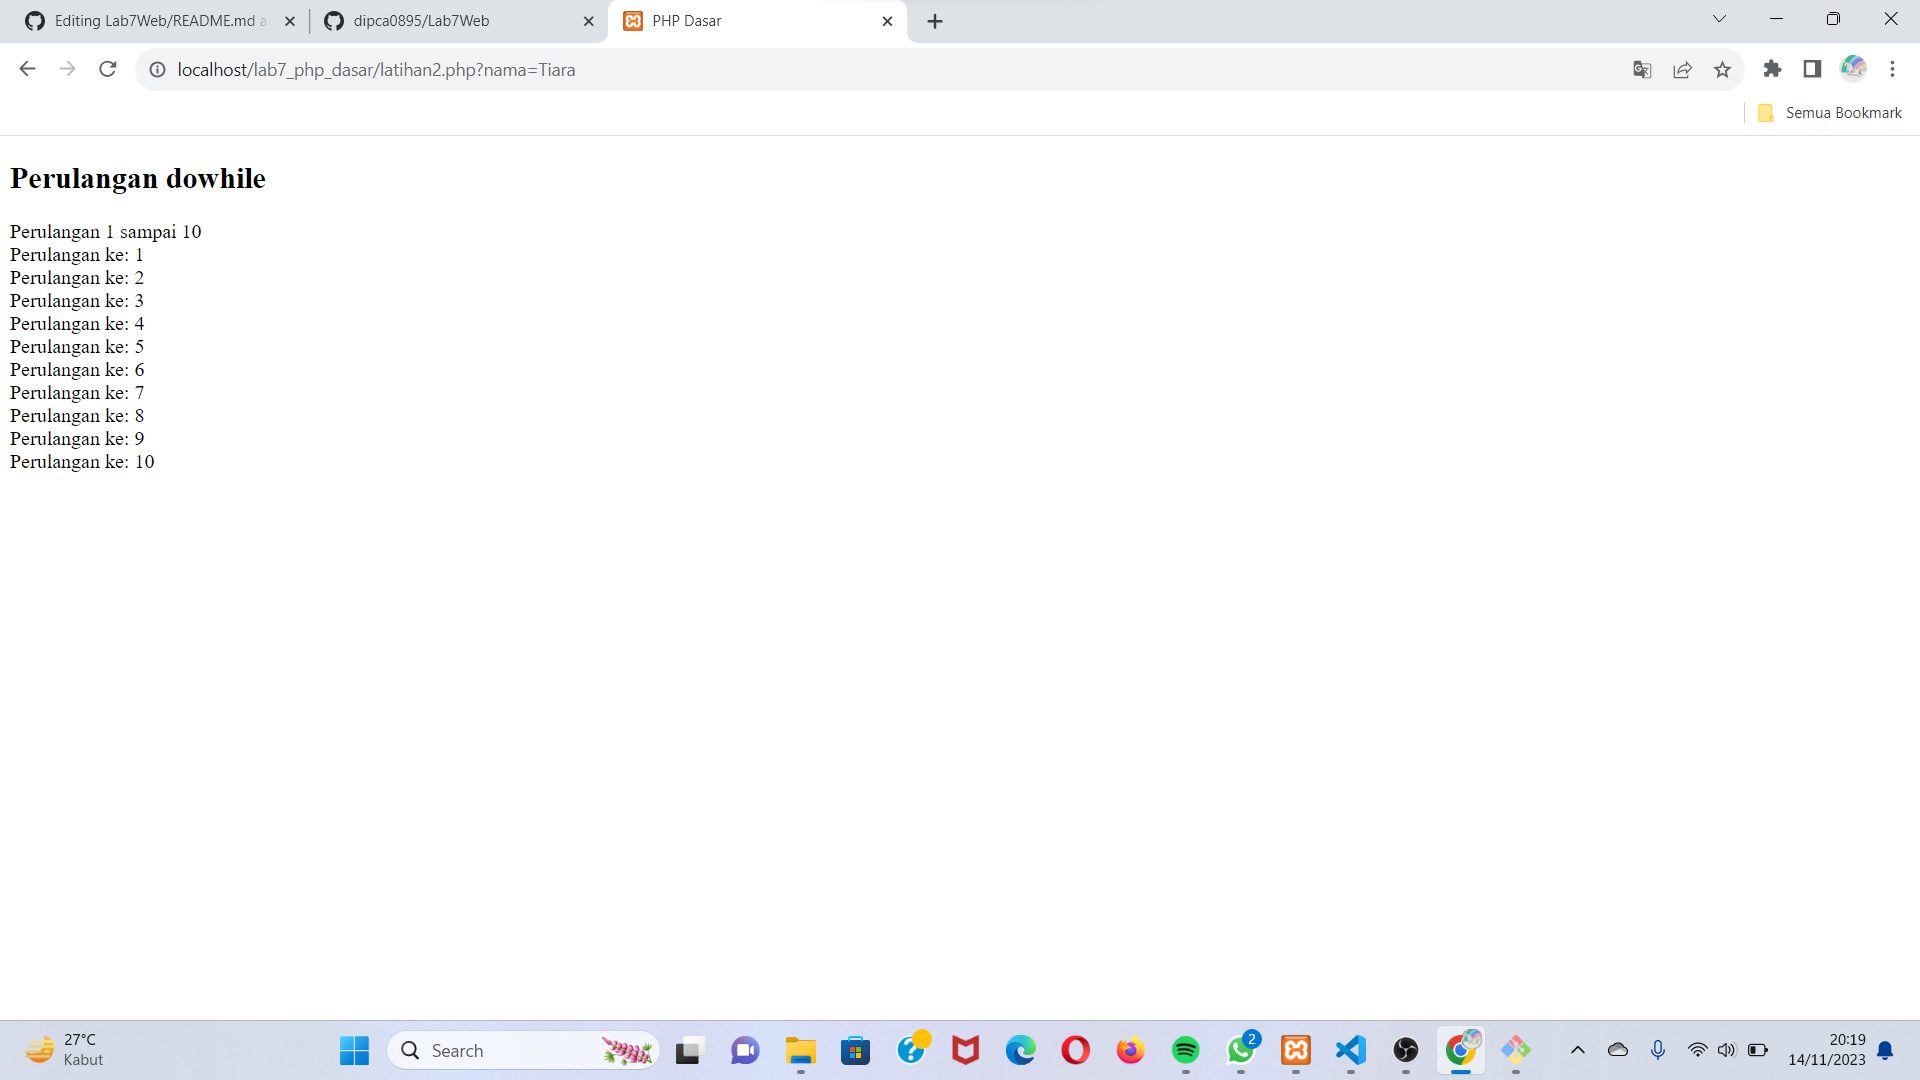 Editing Lab7Web/README.md a
dipca0895/Lab7Web
PHP Dasar
localhost/lab7_php_dasar/latihan2.php?nama=Tiara
Semua Bookmark
Perulangan dowhile
Perulangan 1 sampai 10
Perulangan ke: 1
Perulangan ke: 2
Perulangan ke: 3
Perulangan ke: 4
Perulangan ke: 5
Perulangan ke: 6
Perulangan ke: 7
Perulangan ke: 8
Perulangan ke: 9
Perulangan ke: 10
27°C
Kabut
Search
2
20:19
14/11/2023